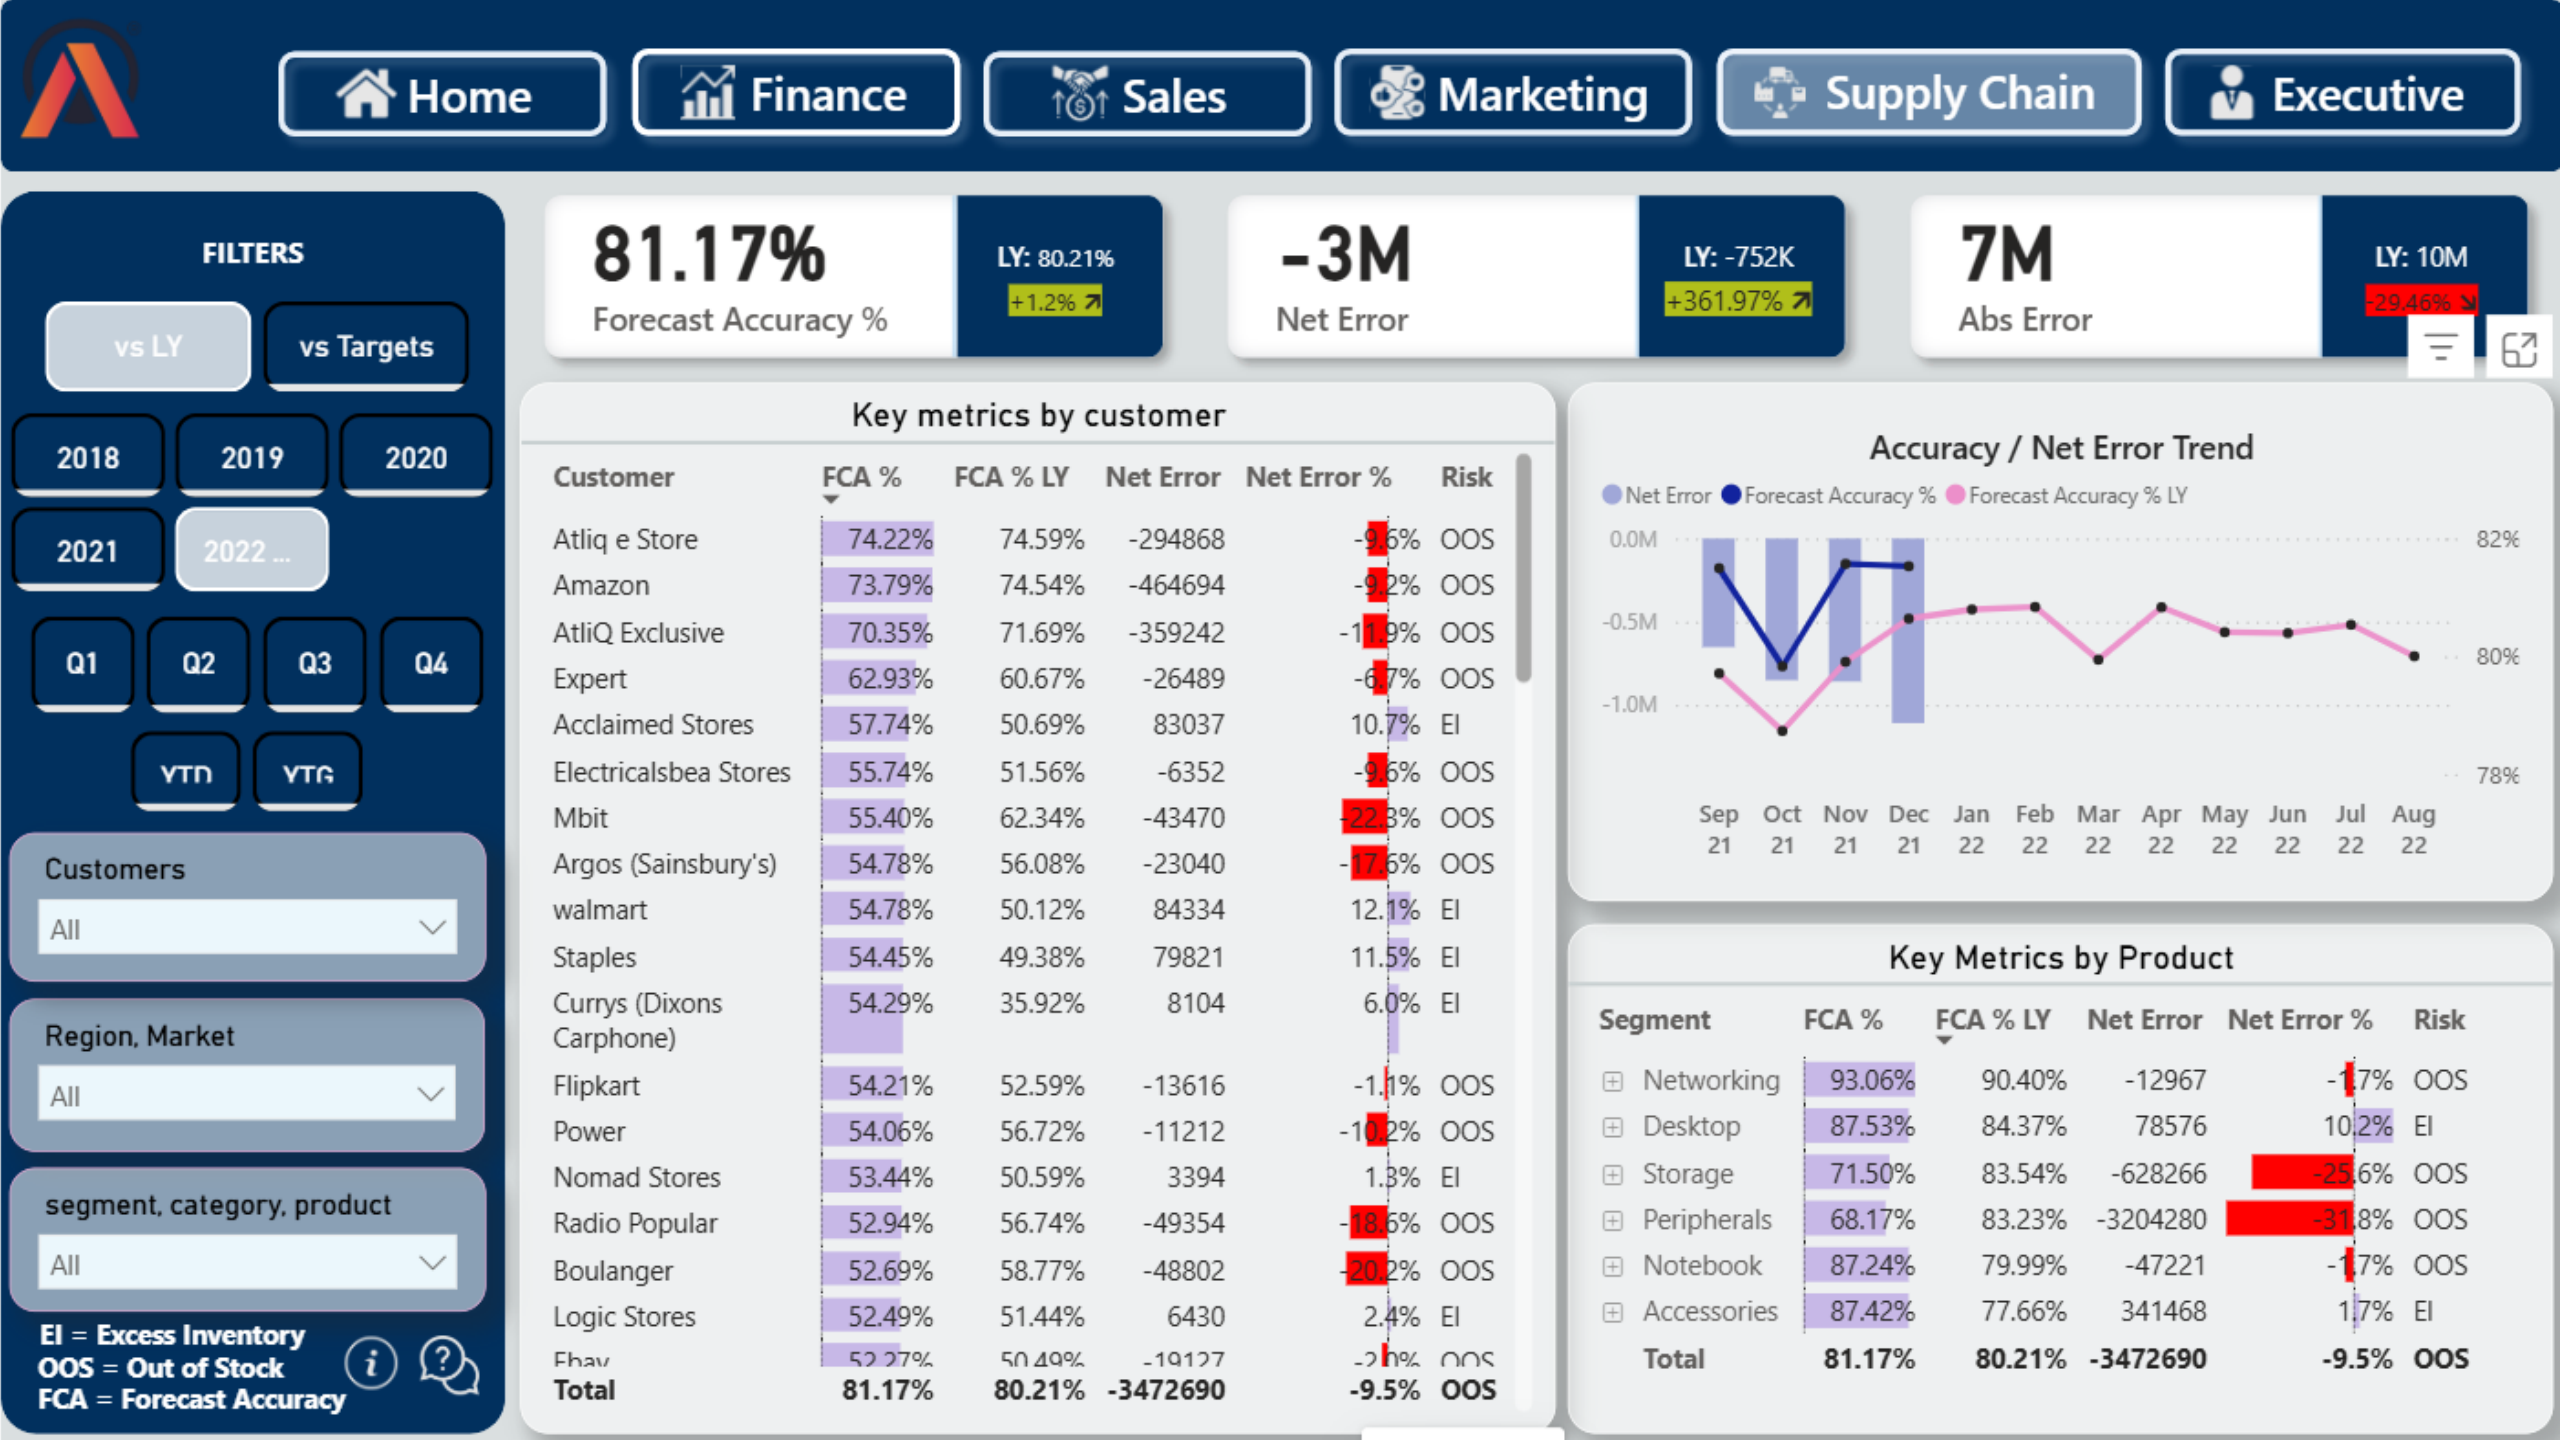 Home
Finance
Sales
Marketing
Supply Chain
Executive
FILTERS
vs LY
vs Targets
2018
2019
2020
2021
2022 ...
Q1
Q2
Q3
Q4
YTD
YTG
Customers
All
Region, Market
All
segment, category, product
All
EI = Excess Inventory
OOS = Out of Stock
FCA = Forecast Accuracy
81.17%
Forecast Accuracy %
LY: 80.21%
+1.2%
-3M
Net Error
LY: -752K
+361.97%
7M
Abs Error
LY: 10M
-29.46%
Key metrics by customer
Customer FCA % FCA % LY Net Error Net Error % Risk
Atliq e Store 74.22% 74.59% -294868 -9.6% OOS
Amazon 73.79% 74.54% -464694 -9.2% OOS
AtliQ Exclusive 70.35% 71.69% -359242 -11.9% OOS
Expert 62.93% 60.67% -26489 -6.7% OOS
Acclaimed Stores 57.74% 50.69% 83037 10.7% EI
Electricalsbea Stores 55.74% 51.56% -6352 -9.6% OOS
Mbit 55.40% 62.34% -43470 -22.3% OOS
Argos (Sainsbury's) 54.78% 56.08% -23040 -17.6% OOS
walmart 54.78% 50.12% 84334 12.1% EI
Staples 54.45% 49.38% 79821 11.5% EI
Currys (Dixons 54.29% 35.92% 8104 6.0% EI
Carphone)
Flipkart 54.21% 52.59% -13616 -1.1% OOS
Power 54.06% 56.72% -11212 -10.2% OOS
Nomad Stores 53.44% 50.59% 3394 1.3% EI
Radio Popular 52.94% 56.74% -49354 -18.6% OOS
Boulanger 52.69% 58.77% -48802 -20.2% OOS
Logic Stores 52.49% 51.44% 6430 2.4% EI
Ebay 52.27% 50.49% -19127 -2.0% OOS
Total 81.17% 80.21% -3472690 -9.5% OOS
Accuracy / Net Error Trend
Net Error Forecast Accuracy % Forecast Accuracy % LY
0.0M
-0.5M
-1.0M
82%
80%
78%
Sep Oct Nov Dec Jan Feb Mar Apr May Jun Jul Aug
21 21 21 21 22 22 22 22 22 22 22 22
Key Metrics by Product
Segment FCA % FCA % LY Net Error Net Error % Risk
Networking 93.06% 90.40% -12967 -1.7% OOS
Desktop 87.53% 84.37% 78576 10.2% EI
Storage 71.50% 83.54% -628266 -25.6% OOS
Peripherals 68.17% 83.23% -3204280 -31.8% OOS
Notebook 87.24% 79.99% -47221 -1.7% OOS
Accessories 87.42% 77.66% 341468 1.7% EI
Total 81.17% 80.21% -3472690 -9.5% OOS